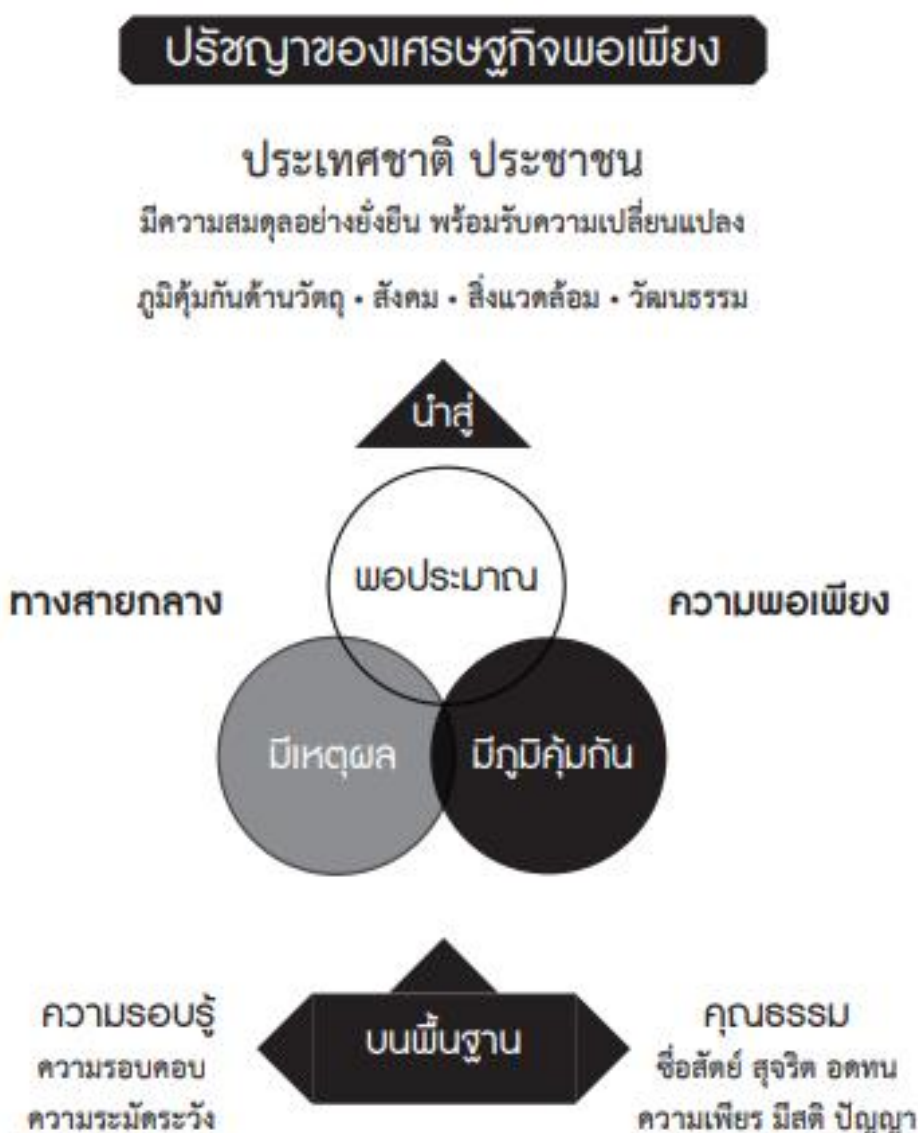 ปรัชญาของเศรษฐกิจพอเพียง
ประเทศชาติ ประชาชน
มีความสมดุลอย่างยั่งยืน พร้อมรับความเปลี่ยนแปลง
ภูมิคุ้มกันด้านวัตถุ • สังคม • สิ่งแวดล้อม • วัฒนธรรม
นำสู่
พอประมาณ
ทางสายกลาง
ความพอเพียง
มีเหตุผล
มีภูมิคุ้มกัน
บนพื้นฐาน
ความรอบรู้
ความรอบคอบ
ความระมัดระวัง
คุณธรรม
ซื่อสัตย์ สุจริต อดทน
ความเพียร มีสติ ปัญญา